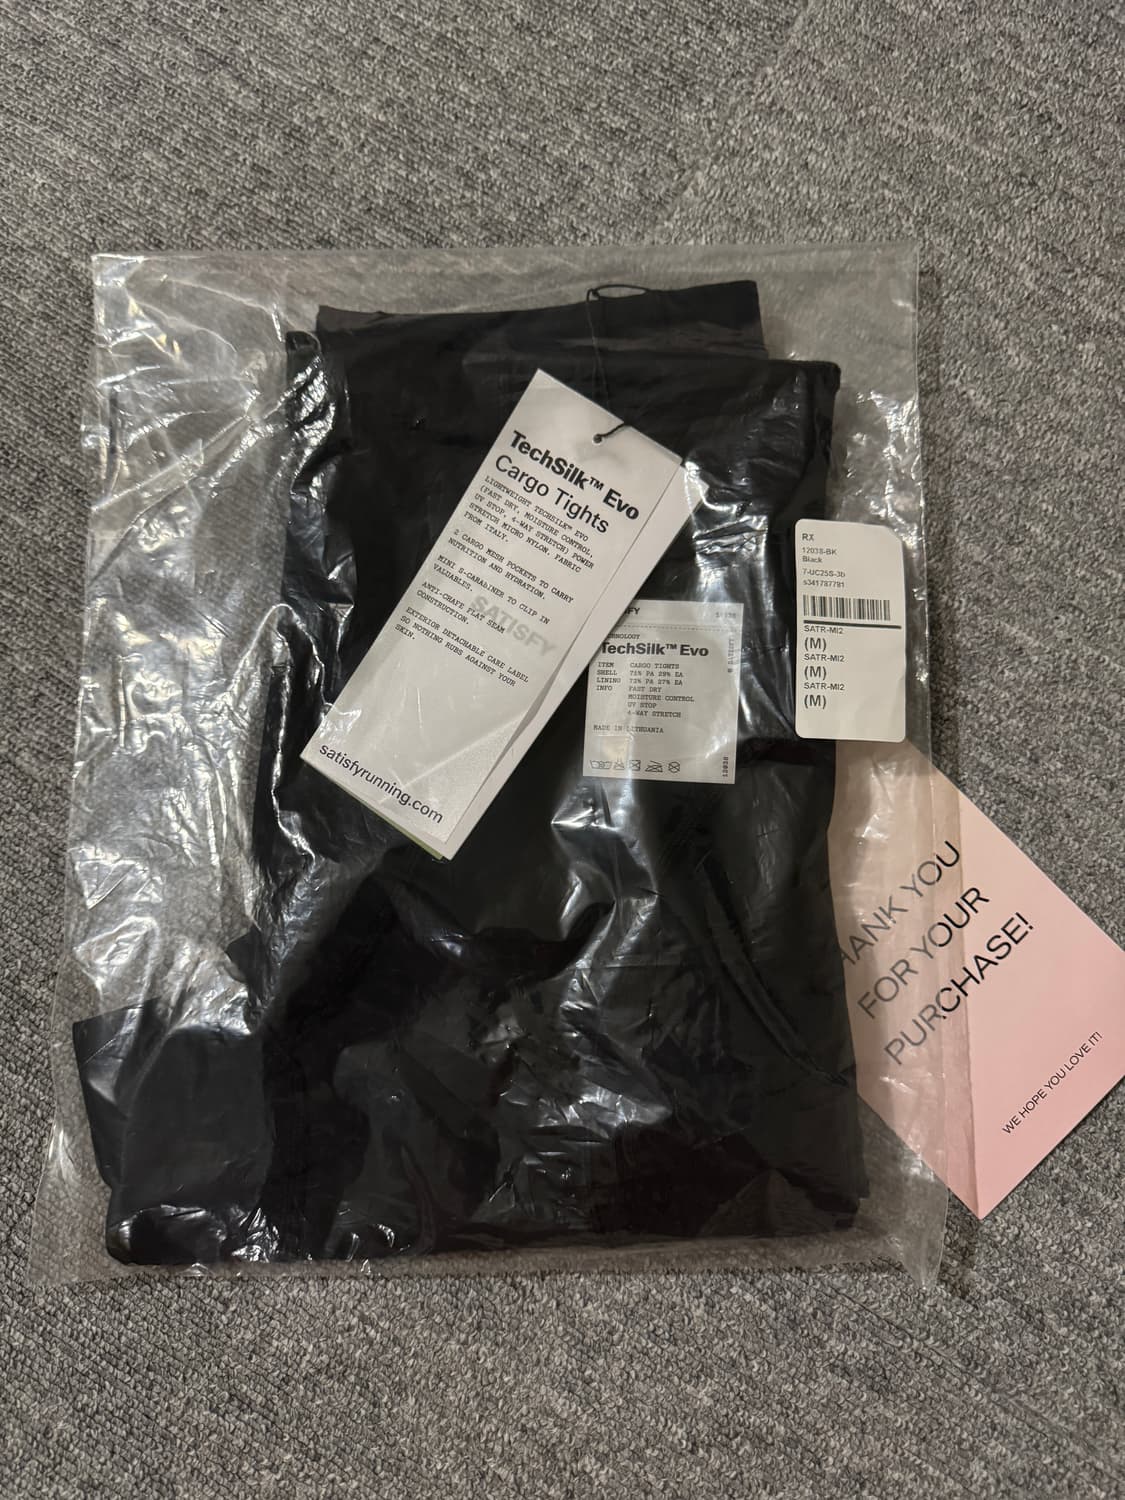 TechSilk™ Evo
Cargo Tights
LIGHTWEIGHT TECHSILK™ EVO
(FAST DRY, MOISTURE CONTROL,
UV STOP, 4-WAY STRETCH) POWER
STRETCH MICRO NYLON. FABRIC
FROM ITALY.
2 CARGO MESH POCKETS TO CARRY
NUTRITION AND HYDRATION.
MINI S-CARABINER TO CLIP IN
VALUABLES.
ANTI-CHAFE FLAT SEAM
CONSTRUCTION.
EXTERIOR DETACHABLE CARE LABEL
SO NOTHING RUBS AGAINST YOUR
SKIN.
SATISFY
satisfyrunning.com
TechSilk™ Evo
ITEM CARGO TIGHTS
SHELL 71% PA 29% EA
LINING 73% PA 27% EA
INFO FAST DRY
MOISTURE CONTROL
UV STOP
4-WAY STRETCH
MADE IN LITHUANIA
12038
RX
12038-BK
Black
7-UC25S-3b
s341787781
SATR-MI2
(M)
SATR-MI2
(M)
SATR-MI2
(M)
THANK YOU
FOR YOUR
PURCHASE!
WE HOPE YOU LOVE IT!